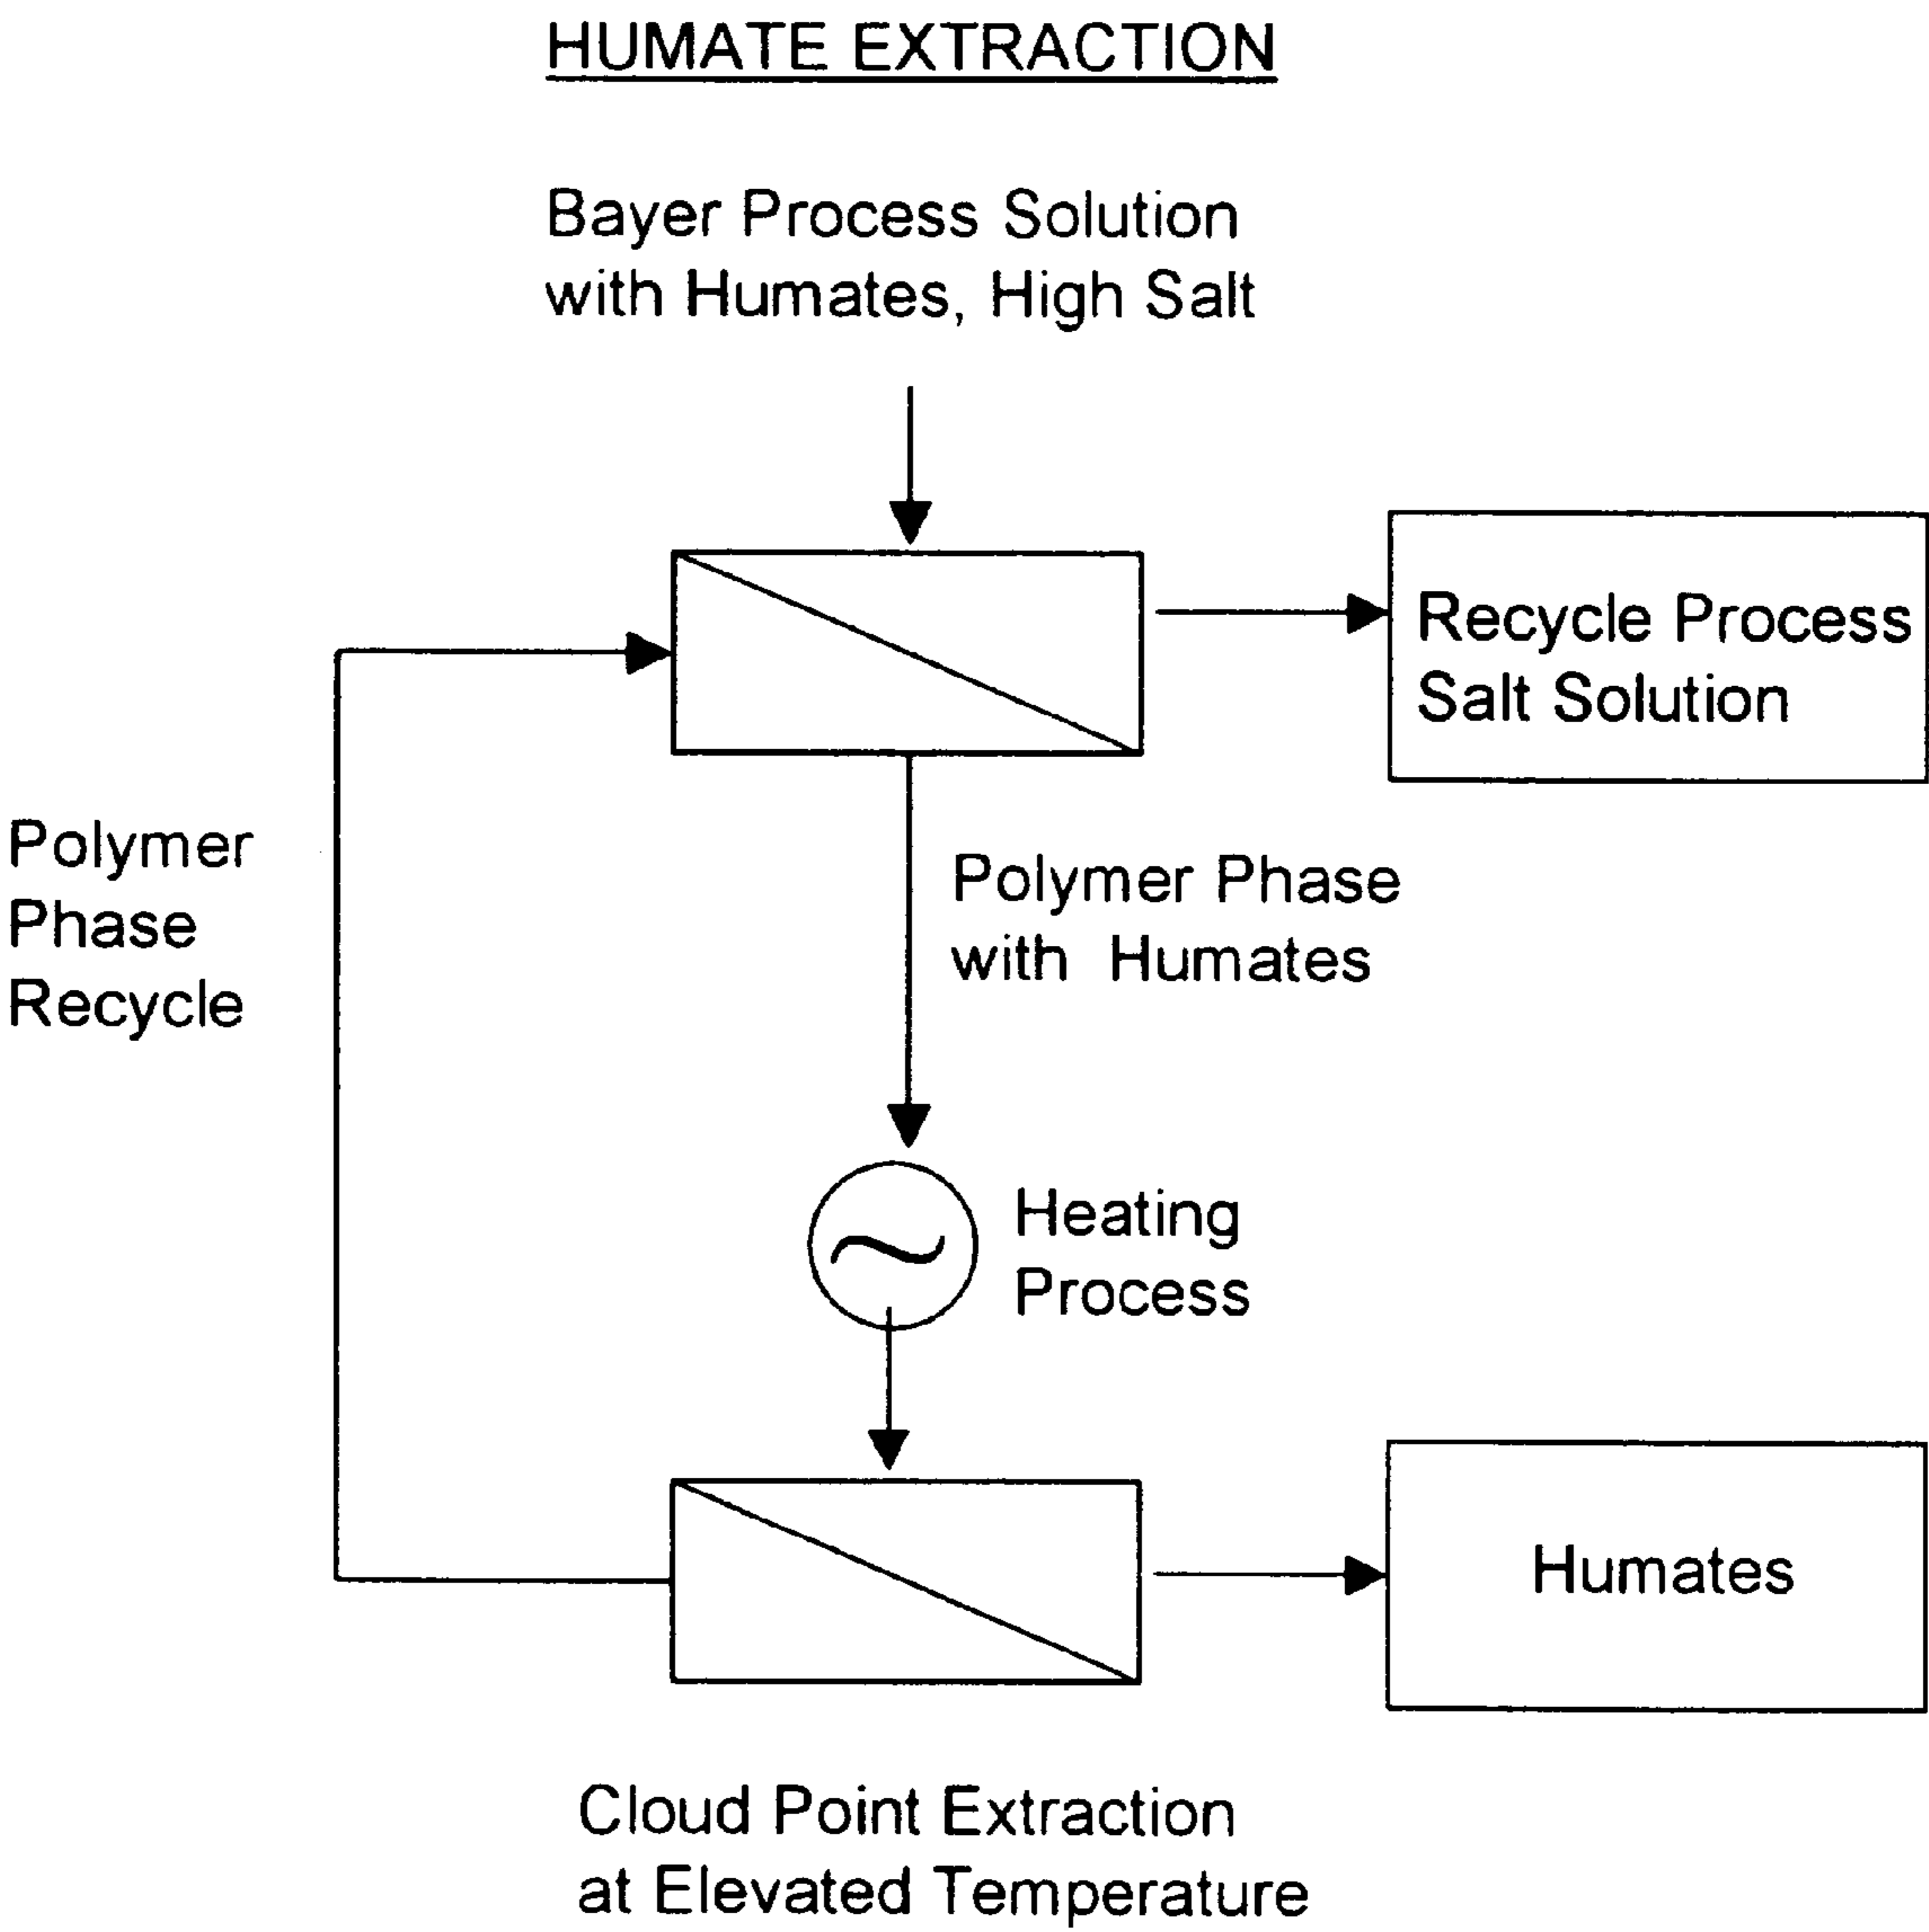 HUMATE EXTRACTION
Bayer Process Solution
with Humates, High Salt
Recycle Process
Salt Solution
Polymer
Phase
Recycle
Polymer Phase
with Humates
Heating
Process
Humates
Cloud Point Extraction
at Elevated Temperature